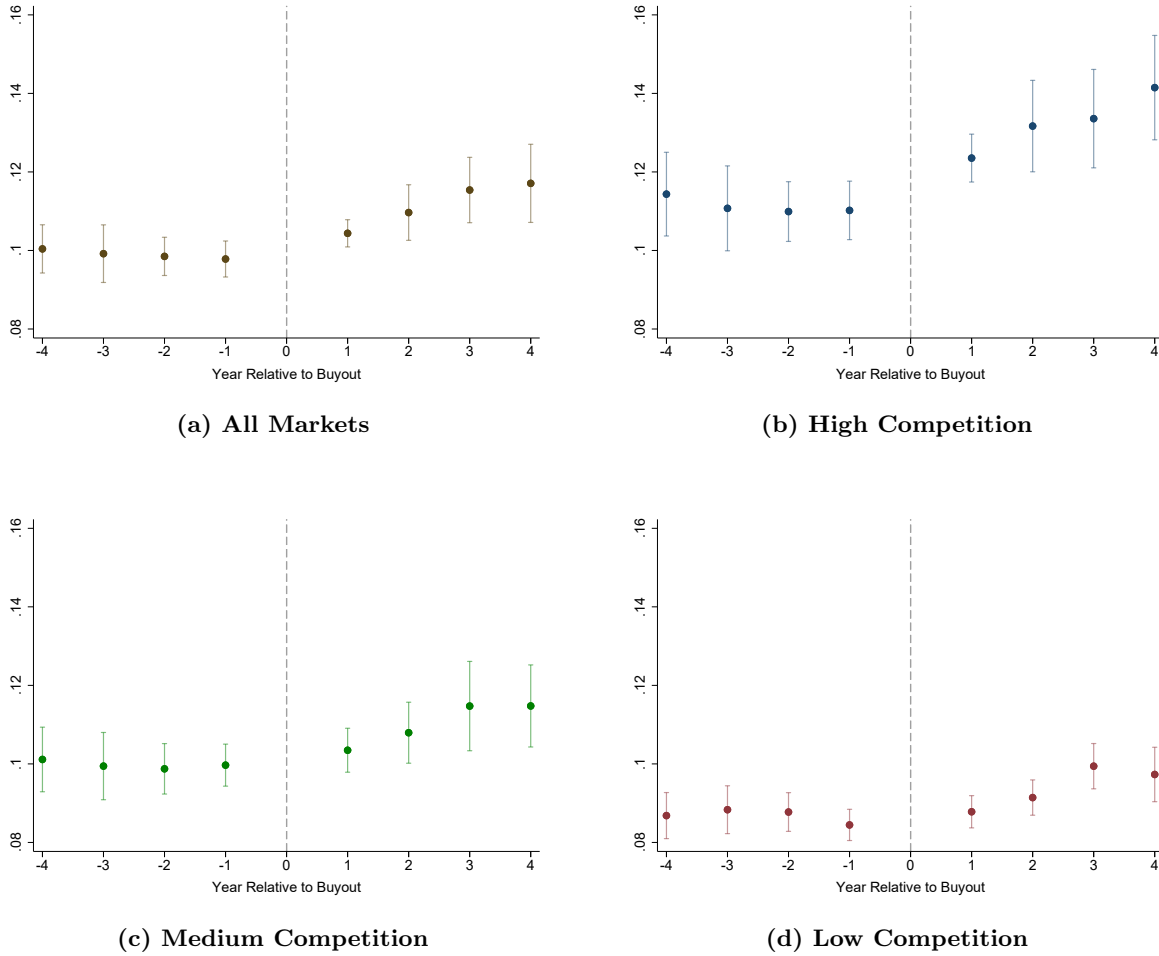 .16
.14
.12
.1
.08
-4 -3 -2 -1 0 1 2 3 4
Year Relative to Buyout
(a) All Markets
.16
.14
.12
.1
.08
-4 -3 -2 -1 0 1 2 3 4
Year Relative to Buyout
(b) High Competition
.16
.14
.12
.1
.08
-4 -3 -2 -1 0 1 2 3 4
Year Relative to Buyout
(c) Medium Competition
.16
.14
.12
.1
.08
-4 -3 -2 -1 0 1 2 3 4
Year Relative to Buyout
(d) Low Competition